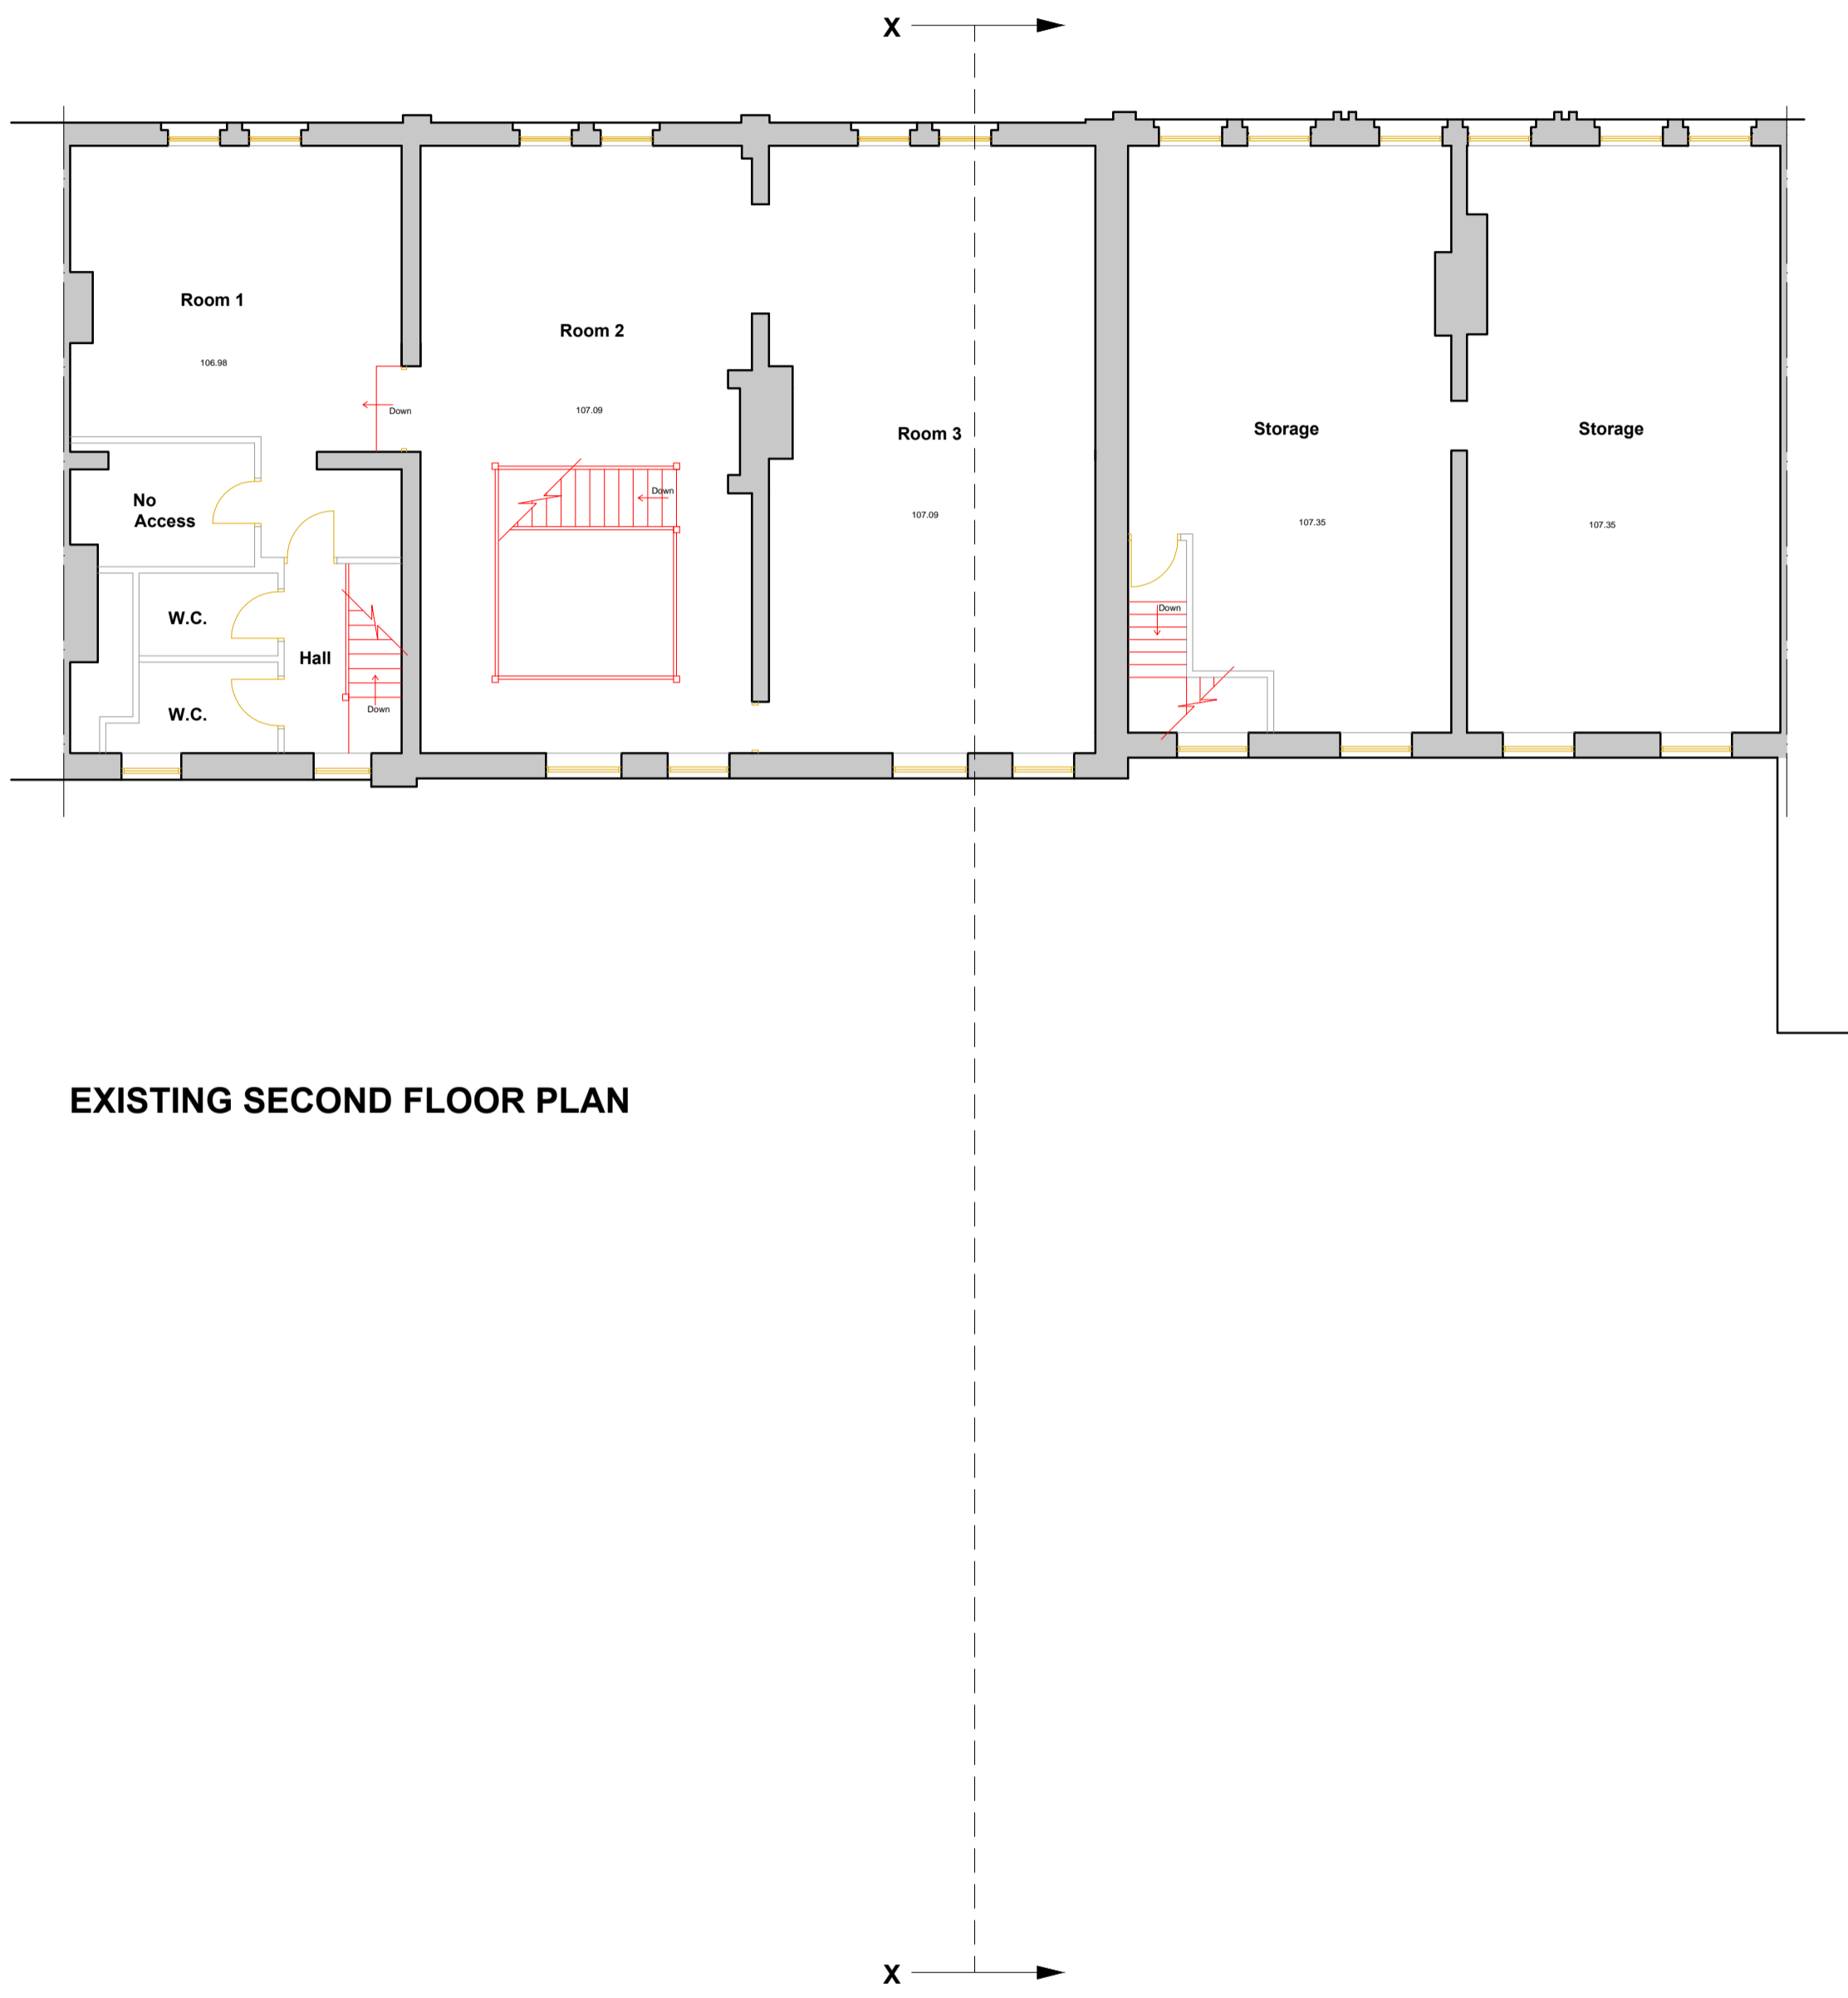 X
Room 1
Room 2
106.98
Down
107.09
Room 3
Storage
Storage
No
Access
Down
107.09
107.35
107.35
W.C.
Down
Hall
W.C.
Down
EXISTING SECOND FLOOR PLAN
X